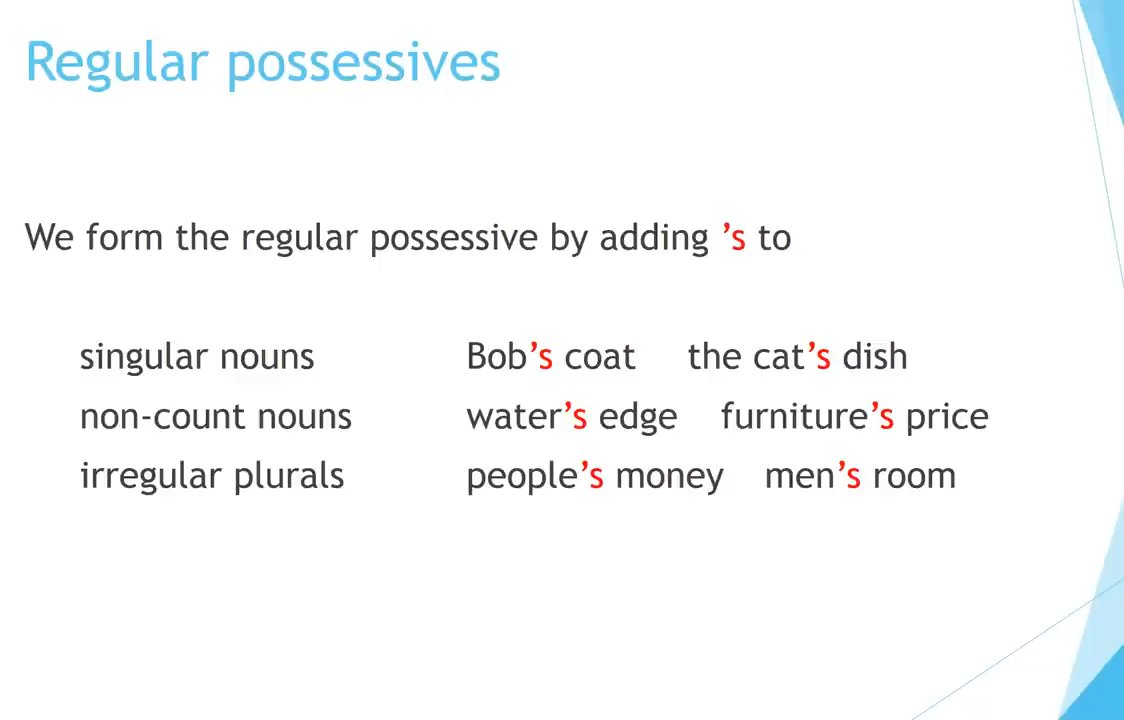 Regular possessives
We form the regular possessive by adding ’s to
singular nouns Bob’s coat the cat’s dish
non-count nouns water’s edge furniture’s price
irregular plurals people’s money men’s room